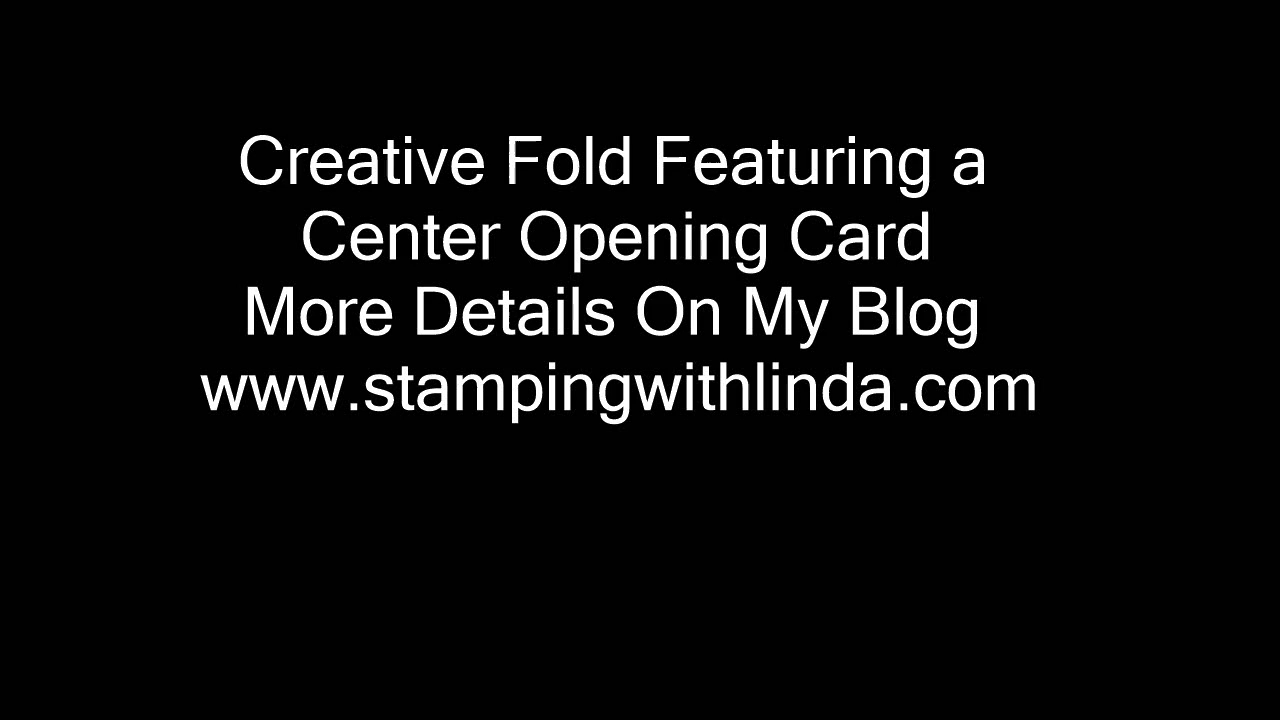 Creative Fold Featuring a
Center Opening Card
More Details On My Blog
www.stampingwithlinda.com